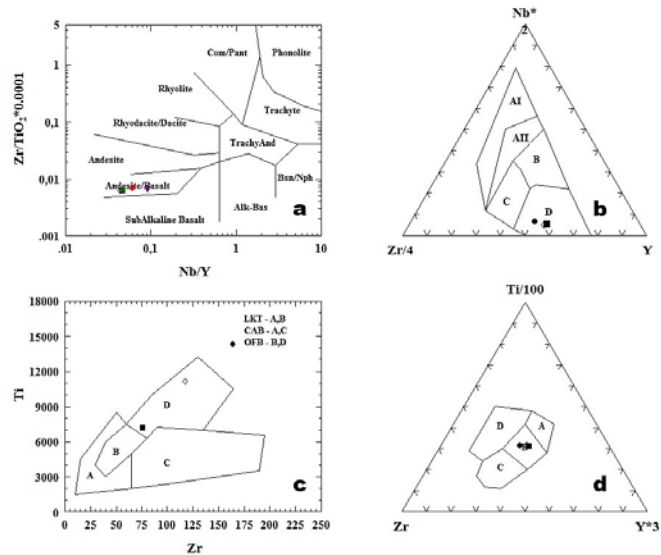 Zr/TiO2*0.0001
5
1
0,10
0,01
.001
Com/Pant
Phonolite
Rhyolite
Trachyte
Rhyodacite/Dacite
TrachyAnd
Andesite
Andesite/Basalt
Bsn/Nph
SubAlkaline Basalt
Alk-Bas
a
.01
0,1
1
10
Nb/Y
Nb*
2
AI
AII
B
C
D
b
Zr/4
Y
Ti
18000
15000
12000
9000
6000
3000
0
LKT - A,B
CAB - A,C
OFB - B,D
D
B
A
C
c
0
25
50
75
100
125
150
175
200
225
250
Zr
Ti/100
D
A
B
C
d
Zr
Y*3